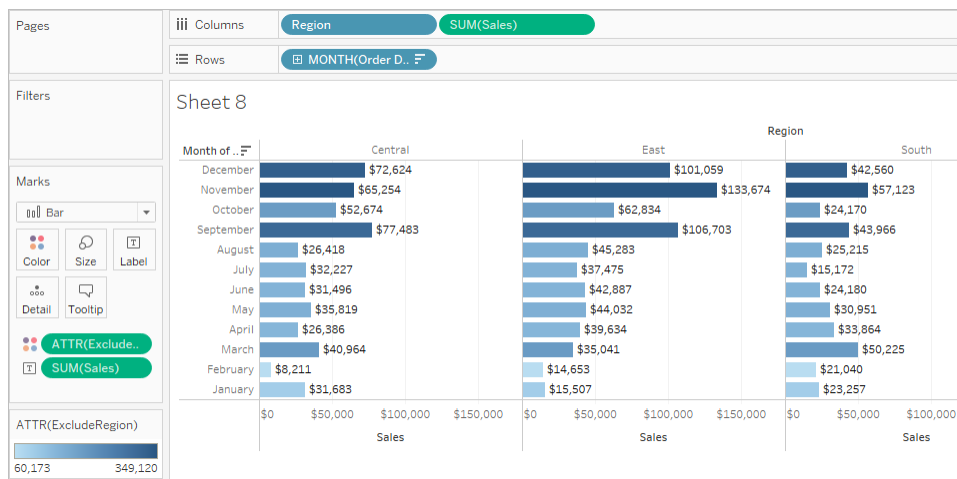 Pages
Columns Region SUM(Sales)
Rows MONTH(Order D..
Filters
Sheet 8
Region
Month of .. Central East South
December $72,624 $101,059 $42,560
November $65,254 $133,674 $57,123
October $52,674 $62,834 $24,170
September $77,483 $106,703 $43,966
August $26,418 $45,283 $25,215
July $32,227 $37,475 $15,172
June $31,496 $42,887 $24,180
May $35,819 $44,032 $30,951
April $26,386 $39,634 $33,864
March $40,964 $35,041 $50,225
February $8,211 $14,653 $21,040
January $31,683 $15,507 $23,257
$0 $50,000 $100,000 $150,000 $0 $50,000 $100,000 $150,000 $0 $50,000 $100,000
Sales Sales Sales
Marks
Bar
Color Size Label
T
Detail Tooltip
ATTR(Exclude..
T SUM(Sales)
ATTR(ExcludeRegion)
60,173 349,120